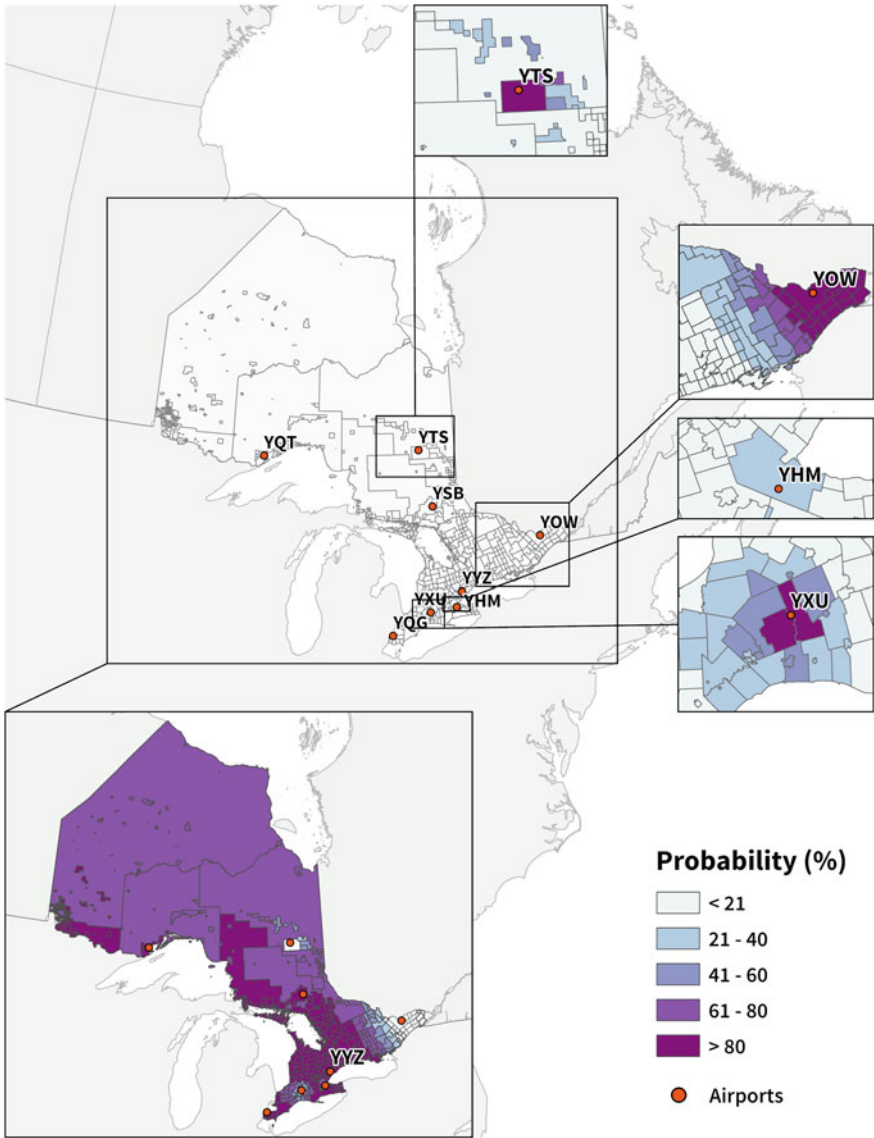 YTS
YOW
YHM
YXU
YQT
YTS
YSB
YOW
YYZ
YXU
YHM
YQG
YYZ
Probability (%)
< 21
21 - 40
41 - 60
61 - 80
> 80
Airports